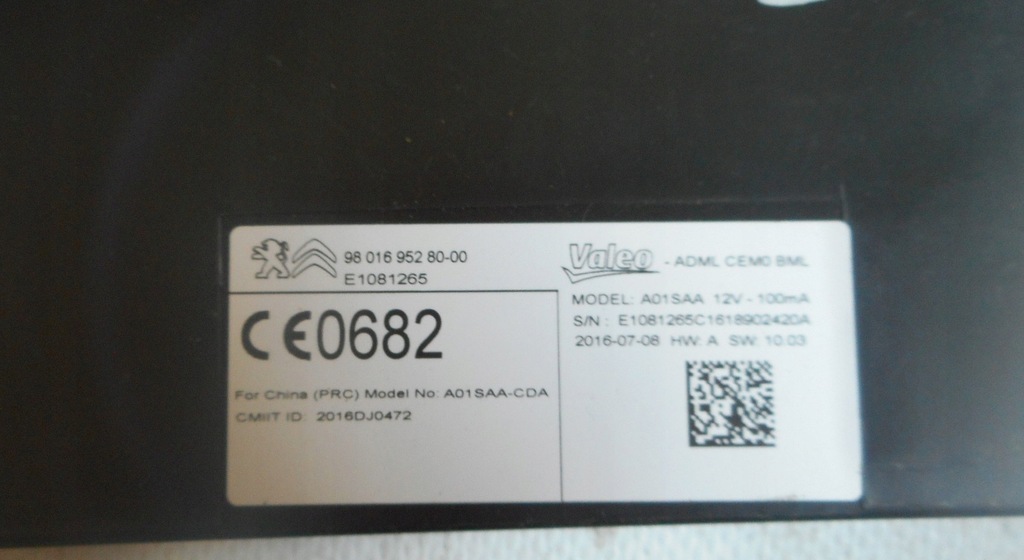 98 016 952 80-00
E1081265
CE0682
For China (PRC) Model No: A01SAA-CDA
CMIIT ID: 2016DJ0472
Valeo - ADML CEM0 BML
MODEL: A01SAA 12V - 100mA
S/N : E1081265C1618902420A
2016-07-08 HW: A SW: 10.03